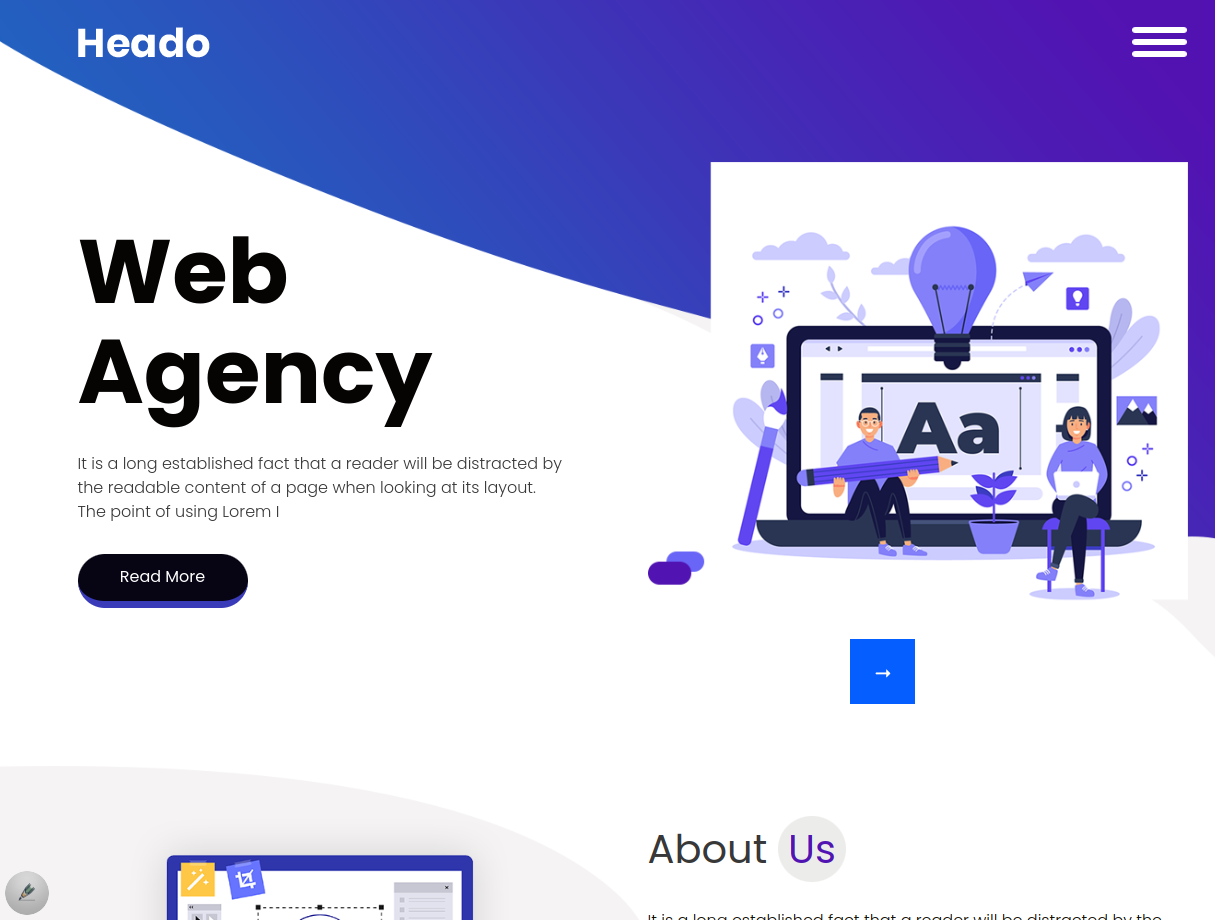 Heado
Web
Agency
It is a long established fact that a reader will be distracted by
the readable content of a page when looking at its layout.
The point of using Lorem I
Read More
Aa
About Us
It is a long established fact that a reader will be distracted by the